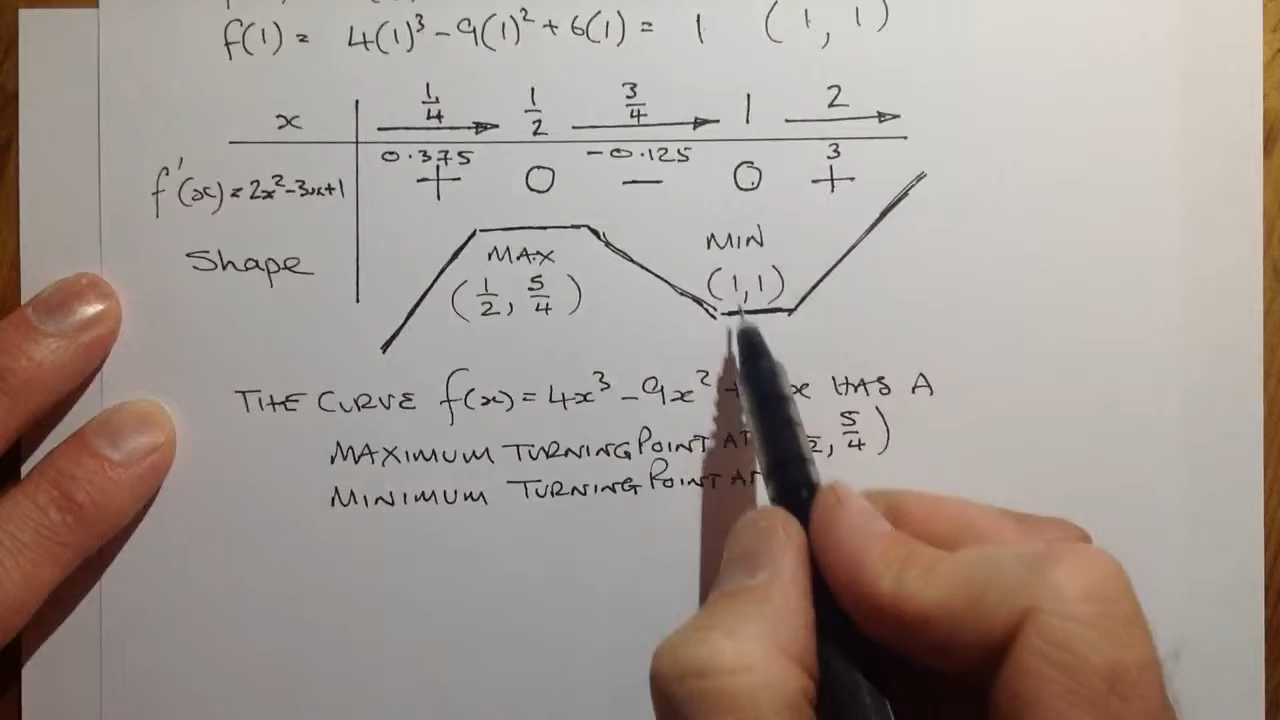 f(1) = 4(1)³ - 9(1)² + 6(1) = 1 (1, 1)
x 1/4 1/2 3/4 1 2
0.375 -0.125 3
f'(x) = 2x² - 3x + 1 + 0 - 0 +
Shape MAX MIN
(1/2, 5/4) (1, 1)
THE CURVE f(x) = 4x³ - 9x² + x HAS A
MAXIMUM TURNING POINT AT 2, 5/4)
MINIMUM TURNING POINT AT